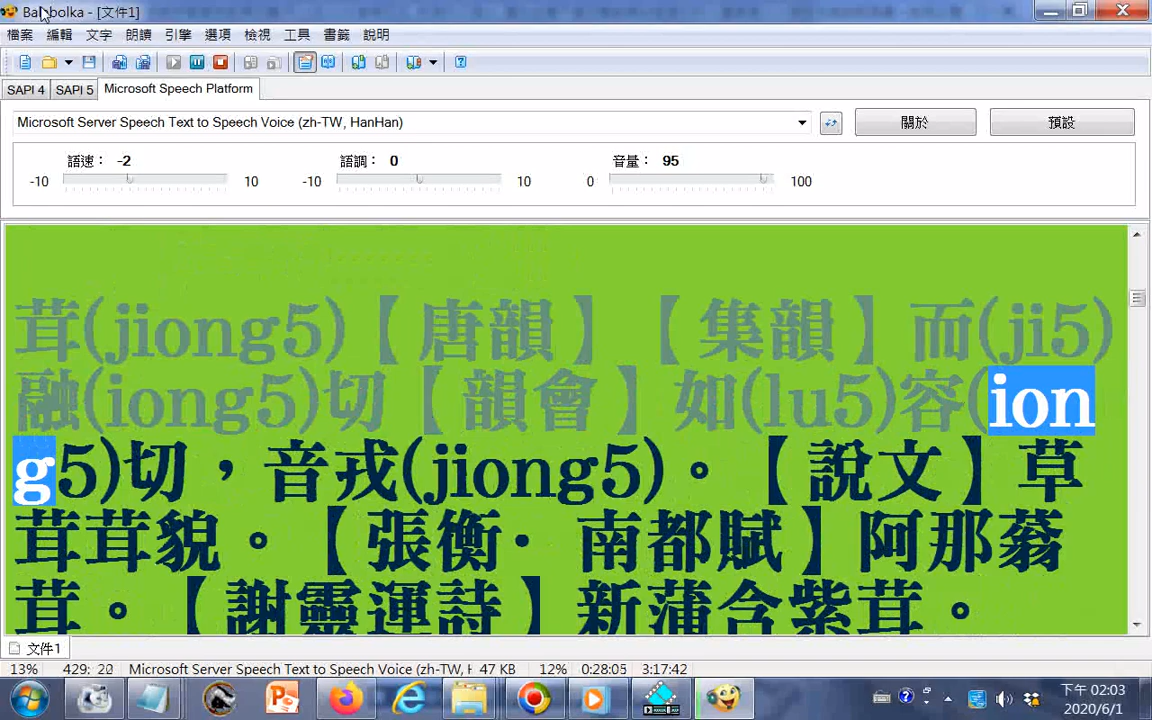 Balabolka - [文件1]
檔案 編輯 文字 朗讀 引擎 選項 檢視 工具 書籤 說明
SAPI 4 SAPI 5 Microsoft Speech Platform
Microsoft Server Speech Text to Speech Voice (zh-TW, HanHan) 關於 預設
語速： -2 語調： 0 音量： 95
-10 10 -10 10 0 100
茸(jiong5)【唐韻】【集韻】而(ji5)
融(iong5)切【韻會】如(lu5)容(ion
g5)切，音戎(jiong5)。【說文】草
茸茸貌。【張衡·南都賦】阿那蓊
茸。【謝靈運詩】新蒲含紫茸。
文件1
13% 429: 20 Microsoft Server Speech Text to Speech Voice (zh-TW, H 47 KB 12% 0:28:05 3:17:42
下午 02:03
2020/6/1